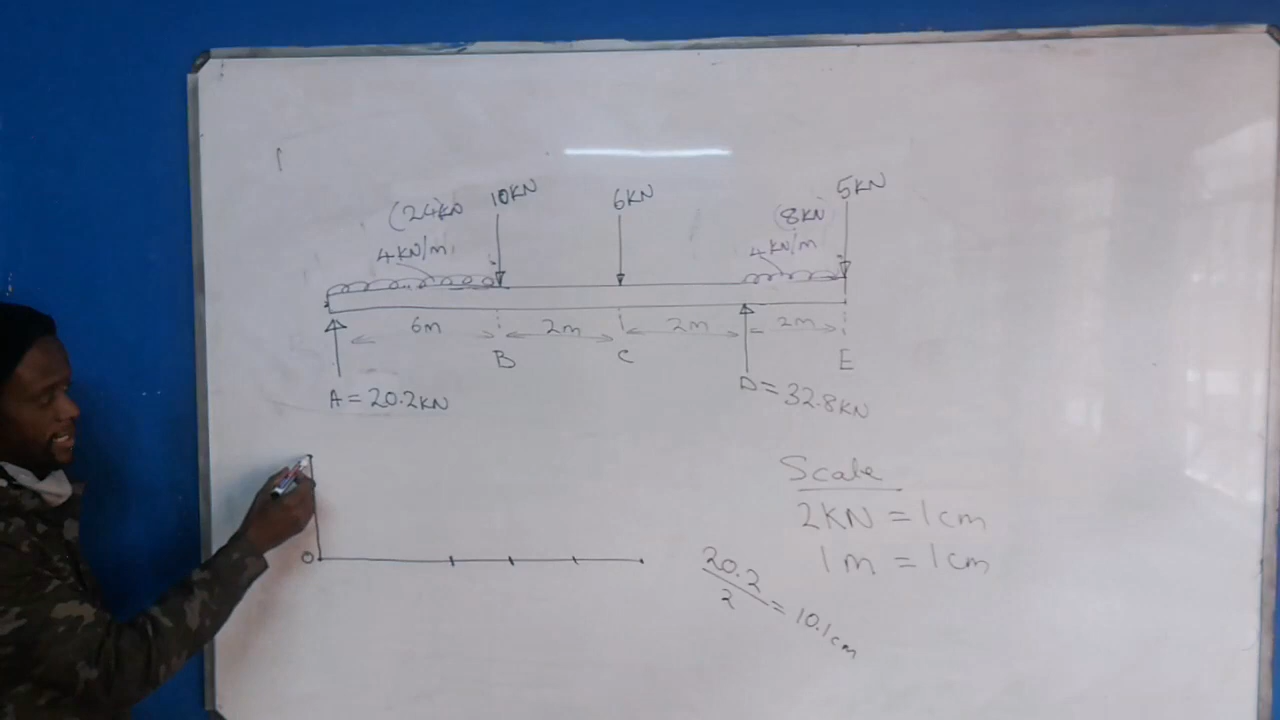 (24kN 10KN 6KN (8KN) 5KN
4KN/m 4KN/m
6m 2m 2m 2m
B C E
A = 20.2KN D = 32.8KN
Scale
2KN = 1cm
1m = 1cm
O
20.2/2 = 10.1cm